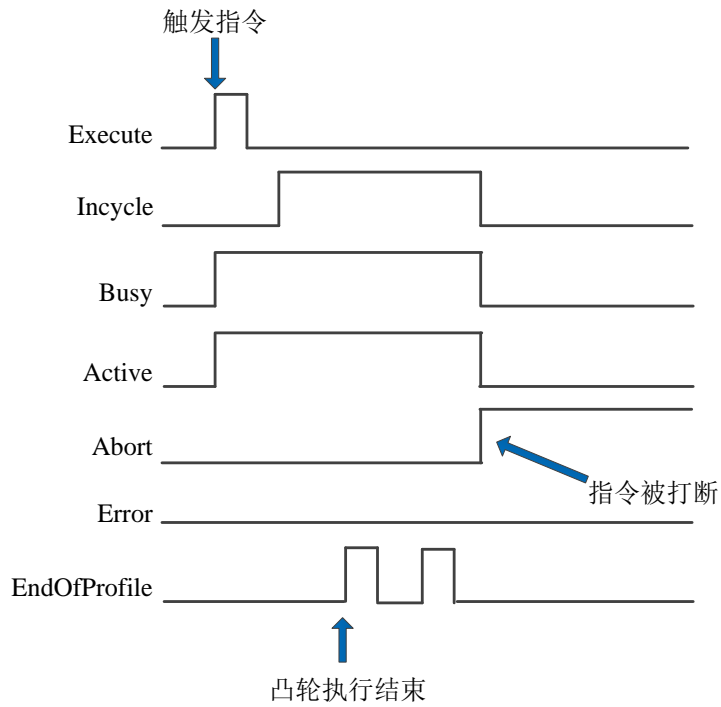 触发指令
Execute
Incycle
Busy
Active
Abort
指令被打断
Error
EndOfProfile
凸轮执行结束